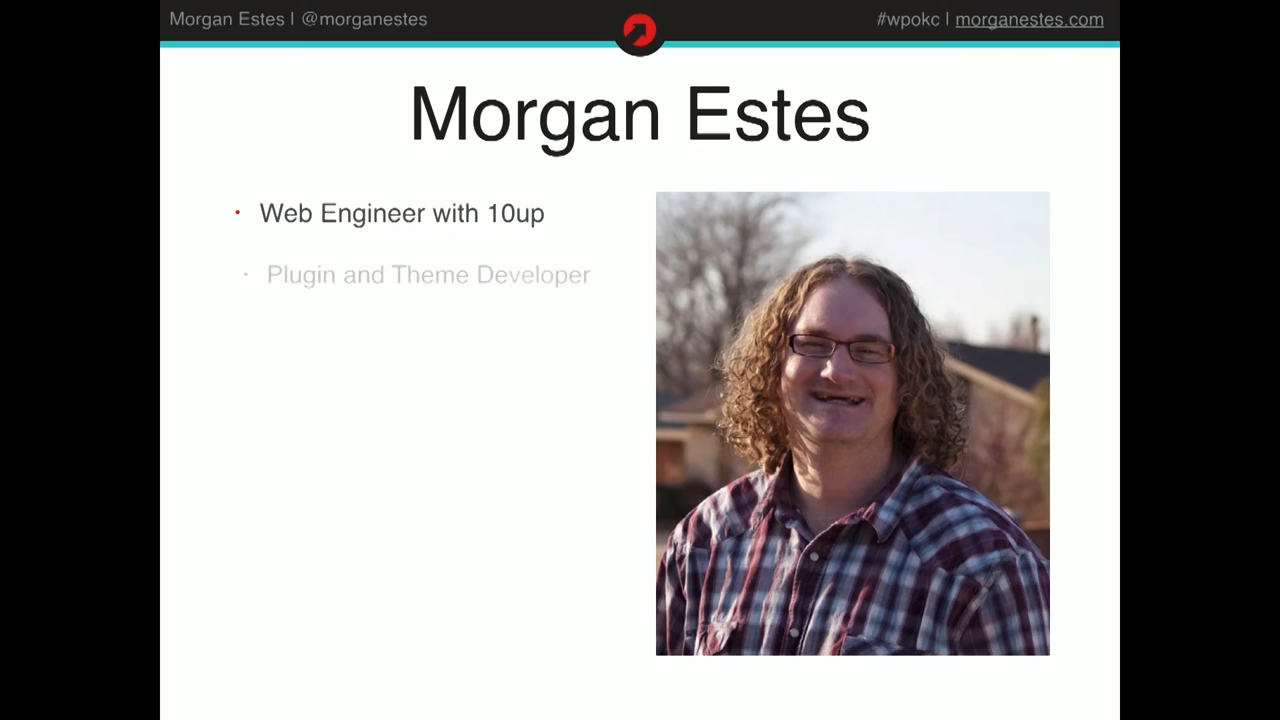 Morgan Estes | @morganestes
#wpokc | morganestes.com
Morgan Estes
• Web Engineer with 10up
• Plugin and Theme Developer